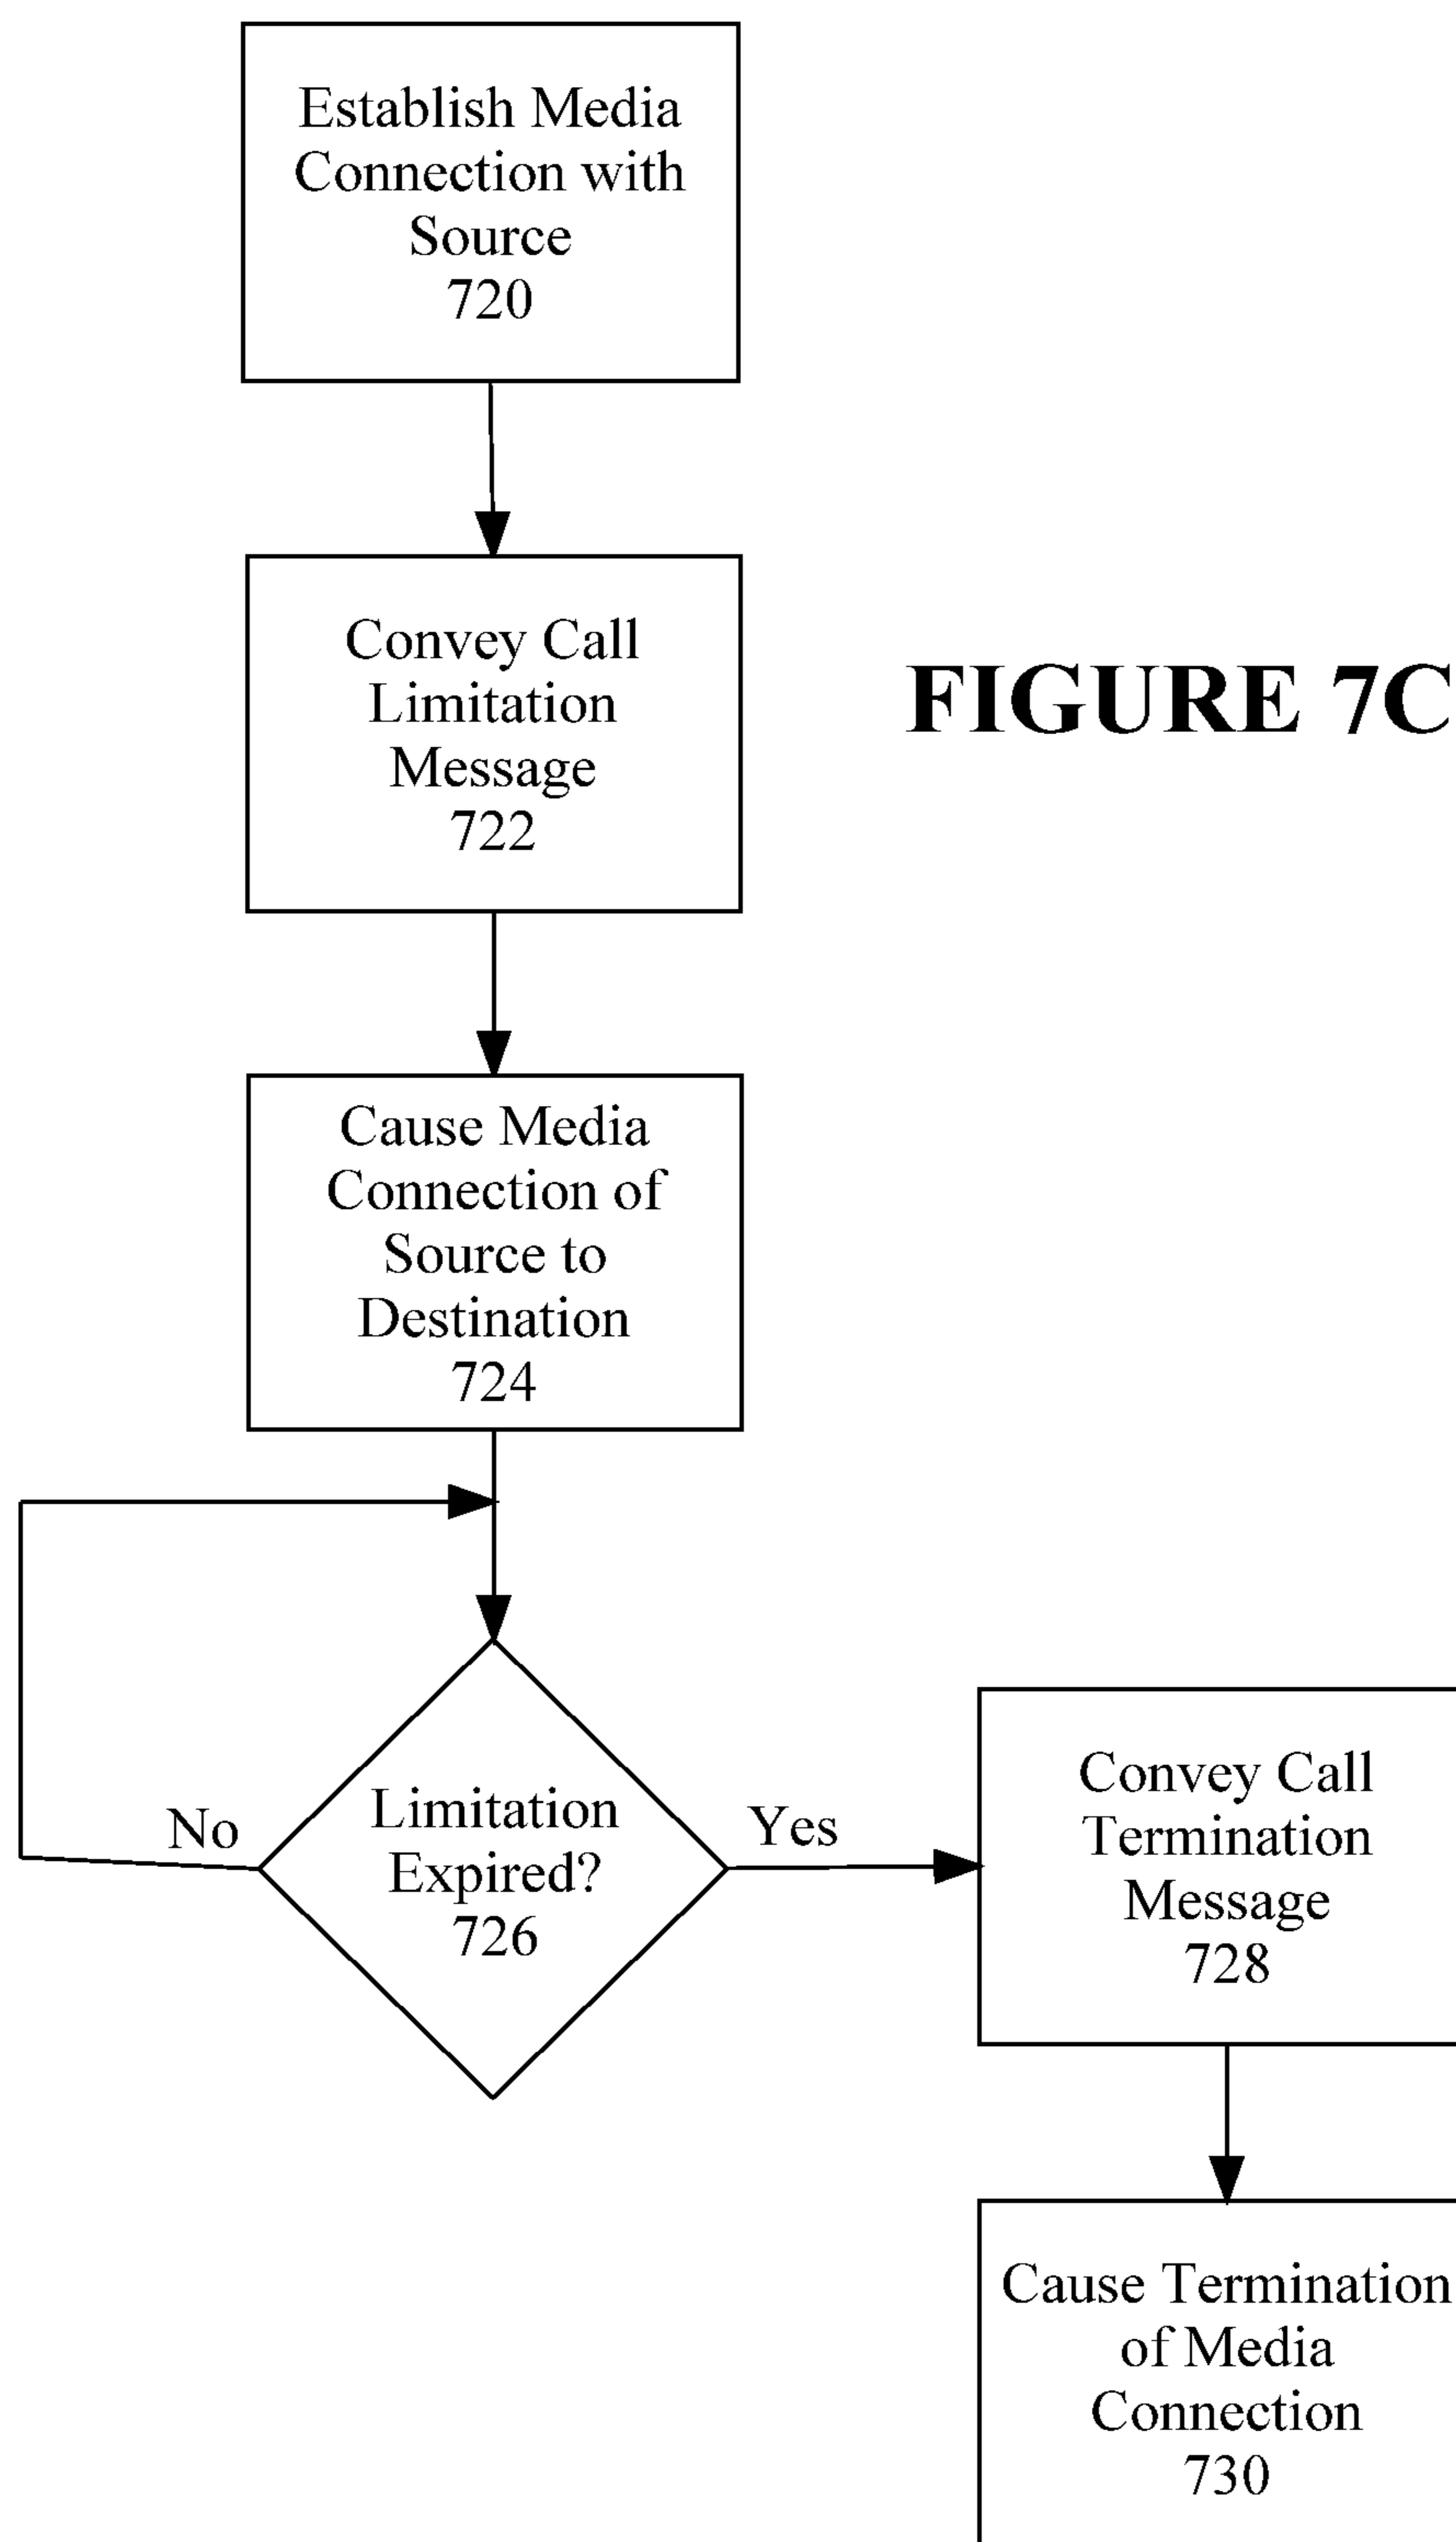 Establish Media
Connection with
Source
720
Convey Call
Limitation
Message
722
FIGURE 7C
Cause Media
Connection of
Source to
Destination
724
No
Limitation
Expired?
726
Yes
Convey Call
Termination
Message
728
Cause Termination
of Media
Connection
730